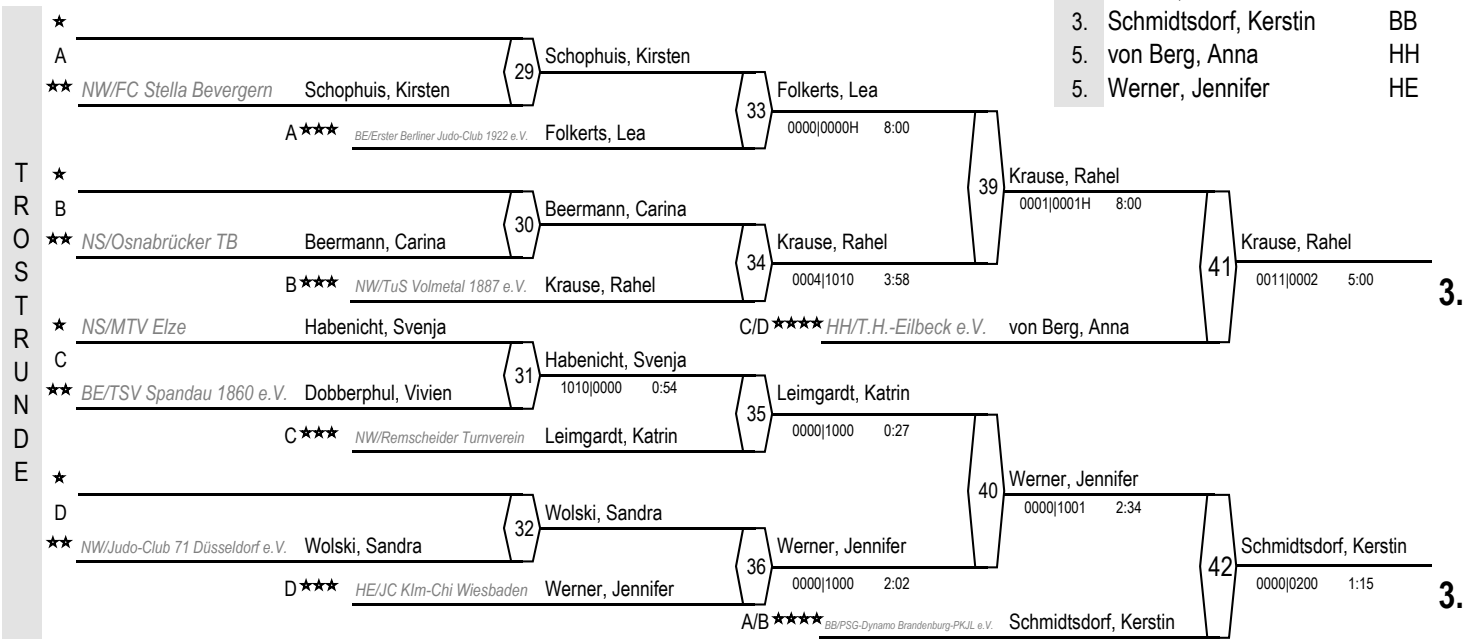 3. Schmidtsdorf, Kerstin BB
5. von Berg, Anna HH
5. Werner, Jennifer HE
TROSTRUNDE
★
A
★★ NW/FC Stella Bevergern Schophuis, Kirsten
29
Schophuis, Kirsten
A★★★ BE/Erster Berliner Judo-Club 1922 e.V. Folkerts, Lea
33
Folkerts, Lea
0000|0000H 8:00
★
B
★★ NS/Osnabrücker TB Beermann, Carina
30
Beermann, Carina
B★★★ NW/TuS Volmetal 1887 e.V. Krause, Rahel
34
Krause, Rahel
0004|1010 3:58
39
Krause, Rahel
0001|0001H 8:00
C/D★★★★ HH/T.H.-Eilbeck e.V. von Berg, Anna
41
Krause, Rahel
0011|0002 5:00
3.
★ NS/MTV Elze Habenicht, Svenja
C
★★ BE/TSV Spandau 1860 e.V. Dobberphul, Vivien
31
Habenicht, Svenja
1010|0000 0:54
C★★★ NW/Remscheider Turnverein Leimgardt, Katrin
35
Leimgardt, Katrin
0000|1000 0:27
★
D
★★ NW/Judo-Club 71 Düsseldorf e.V. Wolski, Sandra
32
Wolski, Sandra
D★★★ HE/JC KIm-Chi Wiesbaden Werner, Jennifer
36
Werner, Jennifer
0000|1000 2:02
40
Werner, Jennifer
0000|1001 2:34
A/B★★★★ BB/PSG-Dynamo Brandenburg-PKJL e.V. Schmidtsdorf, Kerstin
42
Schmidtsdorf, Kerstin
0000|0200 1:15
3.